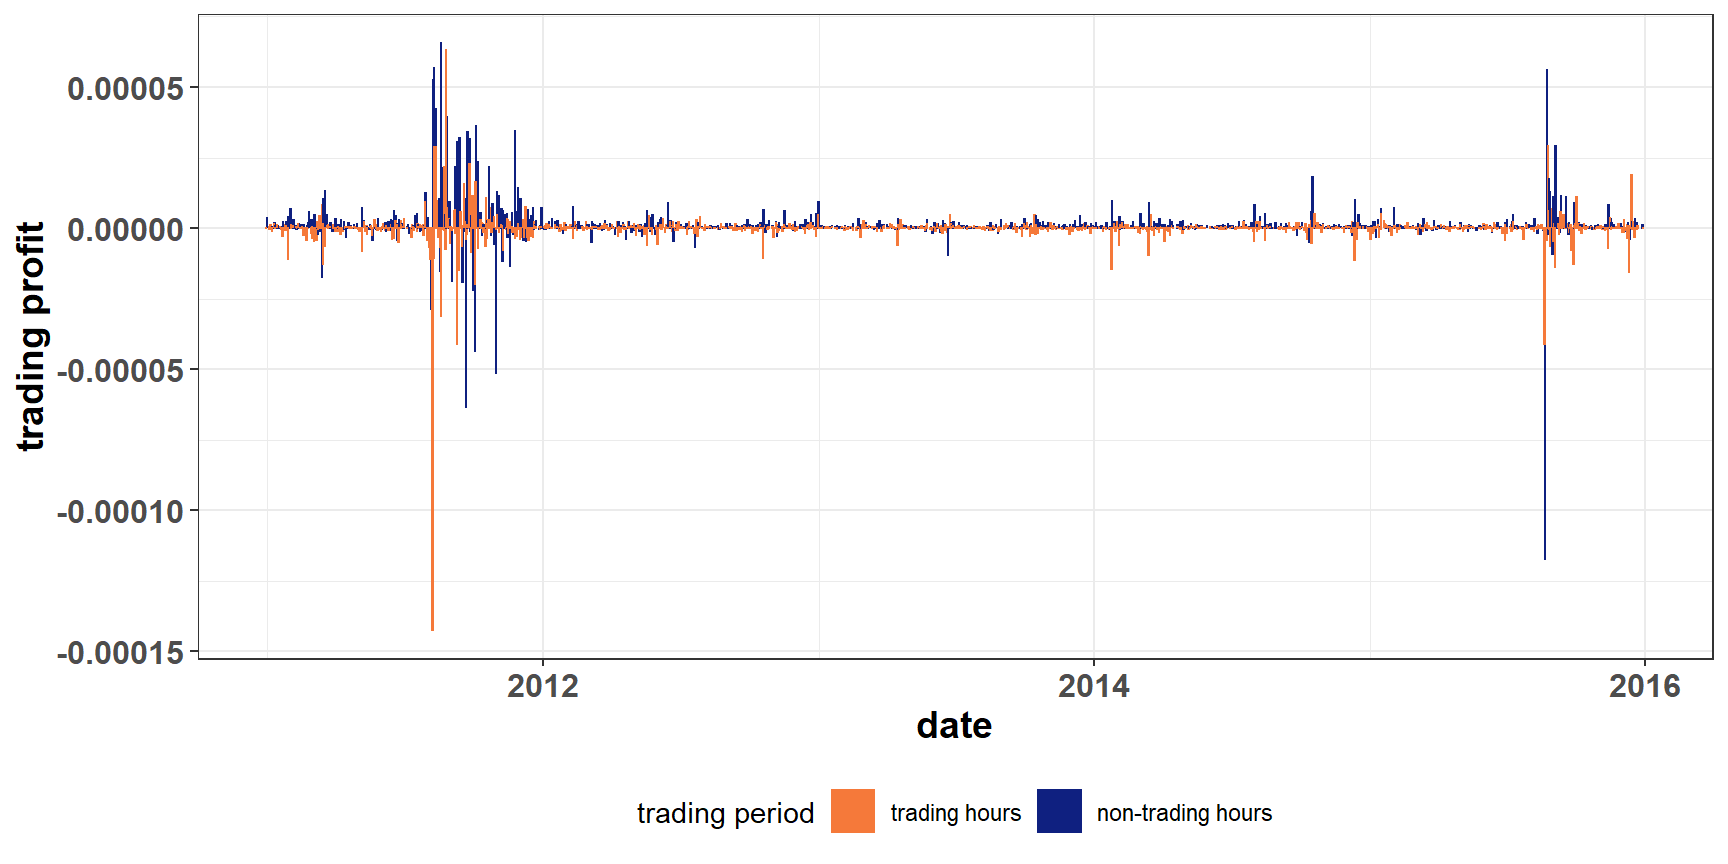 trading profit
0.00005
0.00000
-0.00005
-0.00010
-0.00015
2012
2014
2016
date
trading period
trading hours
non-trading hours